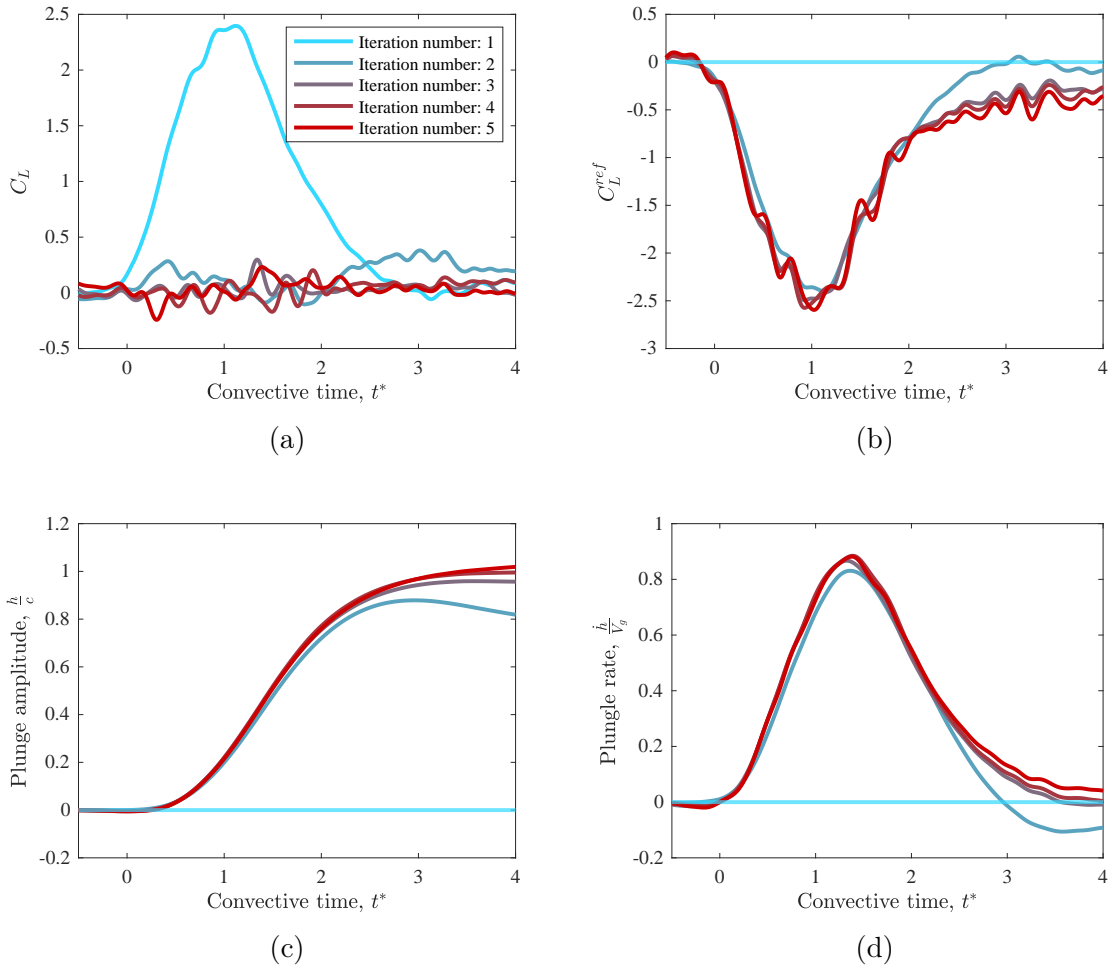 2.5
2
1.5
1
0.5
0
-0.5
C_L
Iteration number: 1
Iteration number: 2
Iteration number: 3
Iteration number: 4
Iteration number: 5
0 1 2 3 4
Convective time, t*
(a)
0.5
0
-0.5
-1
-1.5
-2
-2.5
-3
C_L^{ref}
0 1 2 3 4
Convective time, t*
(b)
1.2
1
0.8
0.6
0.4
0.2
0
-0.2
Plunge amplitude, h/c
0 1 2 3 4
Convective time, t*
(c)
1
0.8
0.6
0.4
0.2
0
-0.2
Plungle rate, ḣ/V_g
0 1 2 3 4
Convective time, t*
(d)